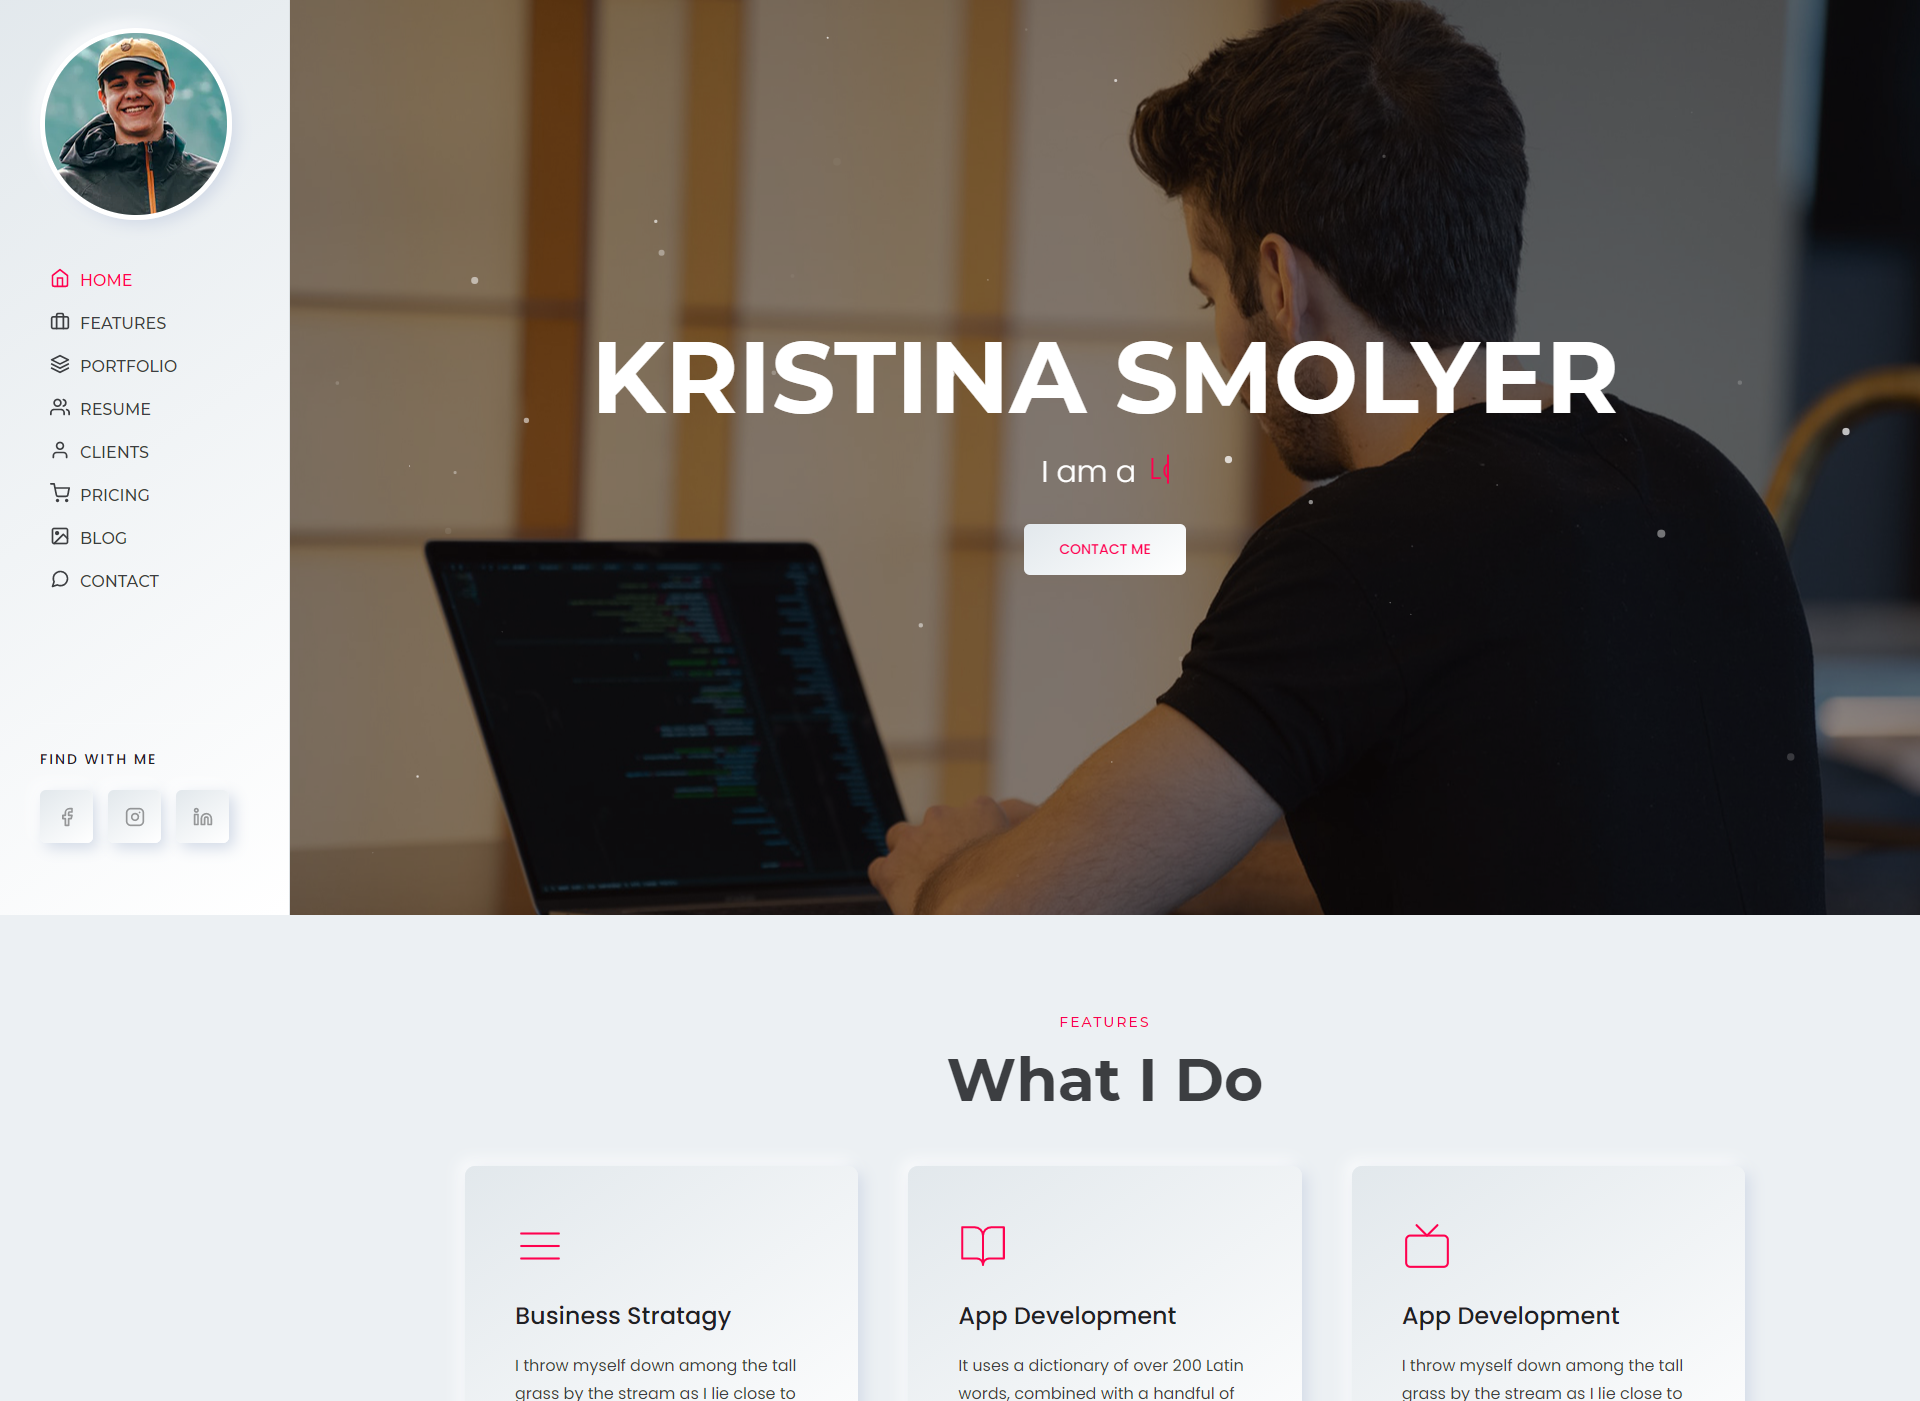 HOME
FEATURES
PORTFOLIO
RESUME
CLIENTS
PRICING
BLOG
CONTACT
FIND WITH ME
KRISTINA SMOLYER
I am a
CONTACT ME
FEATURES
What I Do
Business Stratagy
I throw myself down among the tall
grass by the stream as I lie close to
App Development
It uses a dictionary of over 200 Latin
words, combined with a handful of
App Development
I throw myself down among the tall
grass by the stream as I lie close to